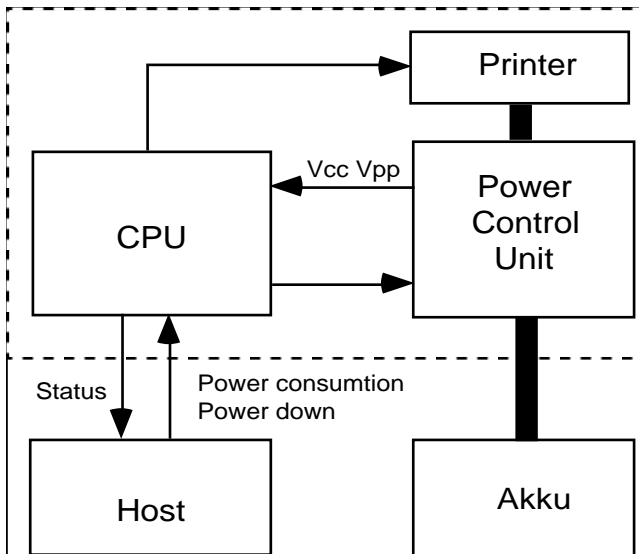 Printer
Vcc Vpp
CPU
Power
Control
Unit
Status
Power consumtion
Power down
Host
Akku